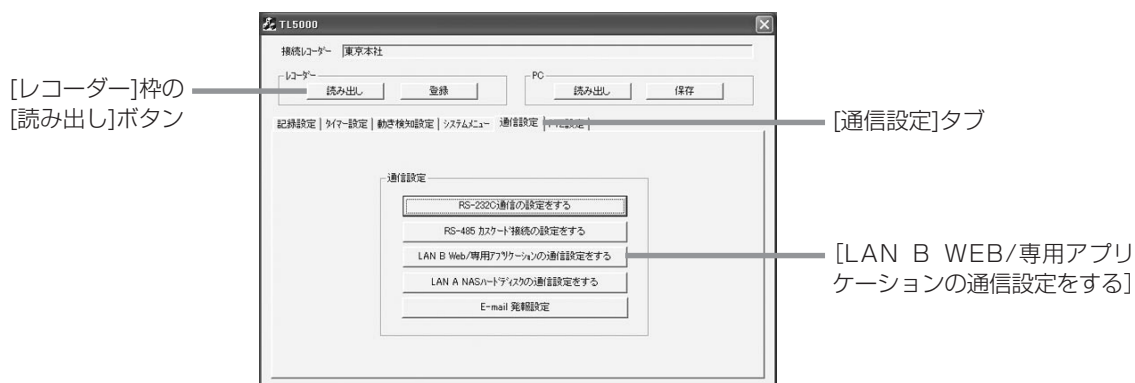 TL5000
接続レコーダー 東京本社
レコーダー
読み出し 登録
PC
読み出し 保存
記録設定 タイマー設定 動き検知設定 システムメニュー 通信設定
通信設定
RS-232C通信の設定をする
RS-485 カスケード接続の設定をする
LAN B Web/専用アプリケーションの通信設定をする
LAN A NASハードディスクの通信設定をする
E-mail 発報設定
[レコーダー]枠の
[読み出し]ボタン
[通信設定]タブ
[LAN B WEB/専用アプリ
ケーションの通信設定をする]